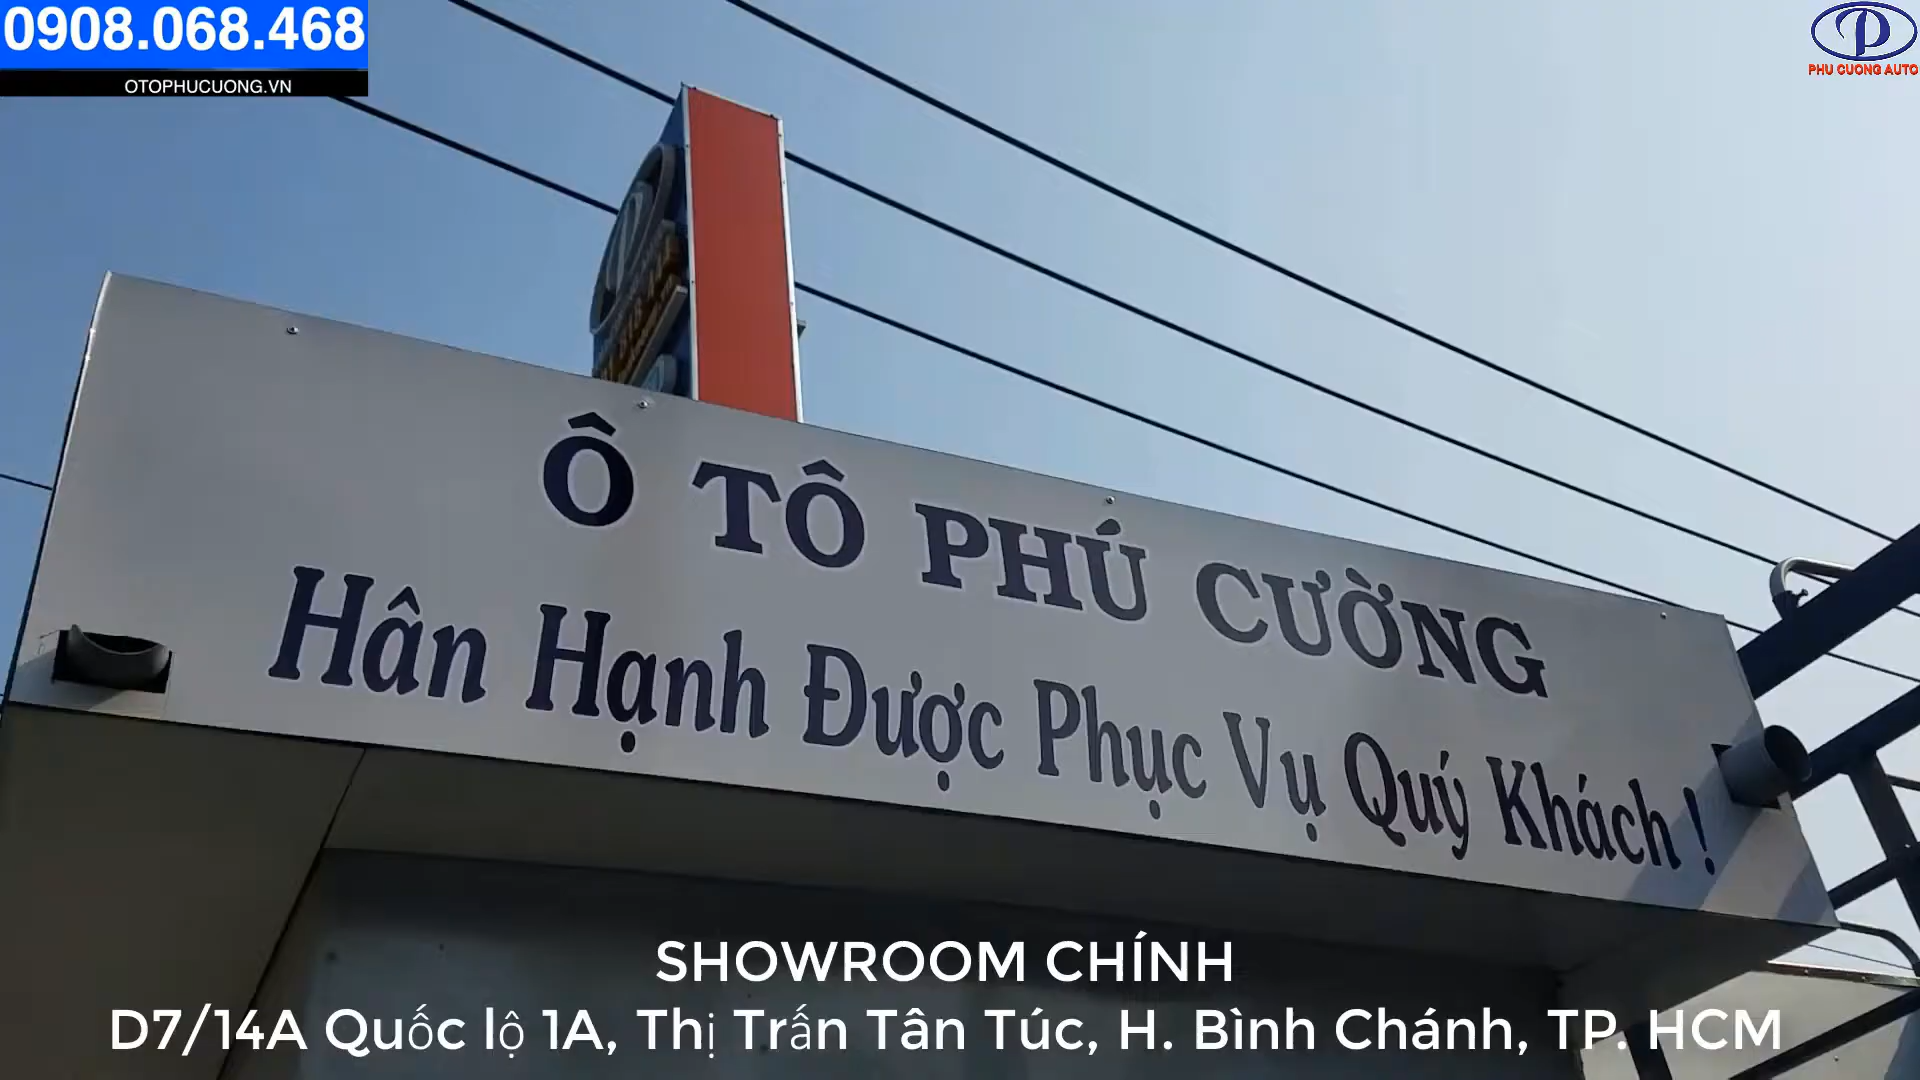 0908.068.468
OTOPHUCUONG.VN
PHU CUONG AUTO
Ô TÔ PHÚ CƯỜNG
Hân Hạnh Được Phục Vụ Quý Khách !
SHOWROOM CHÍNH
D7/14A Quốc lộ 1A, Thị Trấn Tân Túc, H. Bình Chánh, TP. HCM